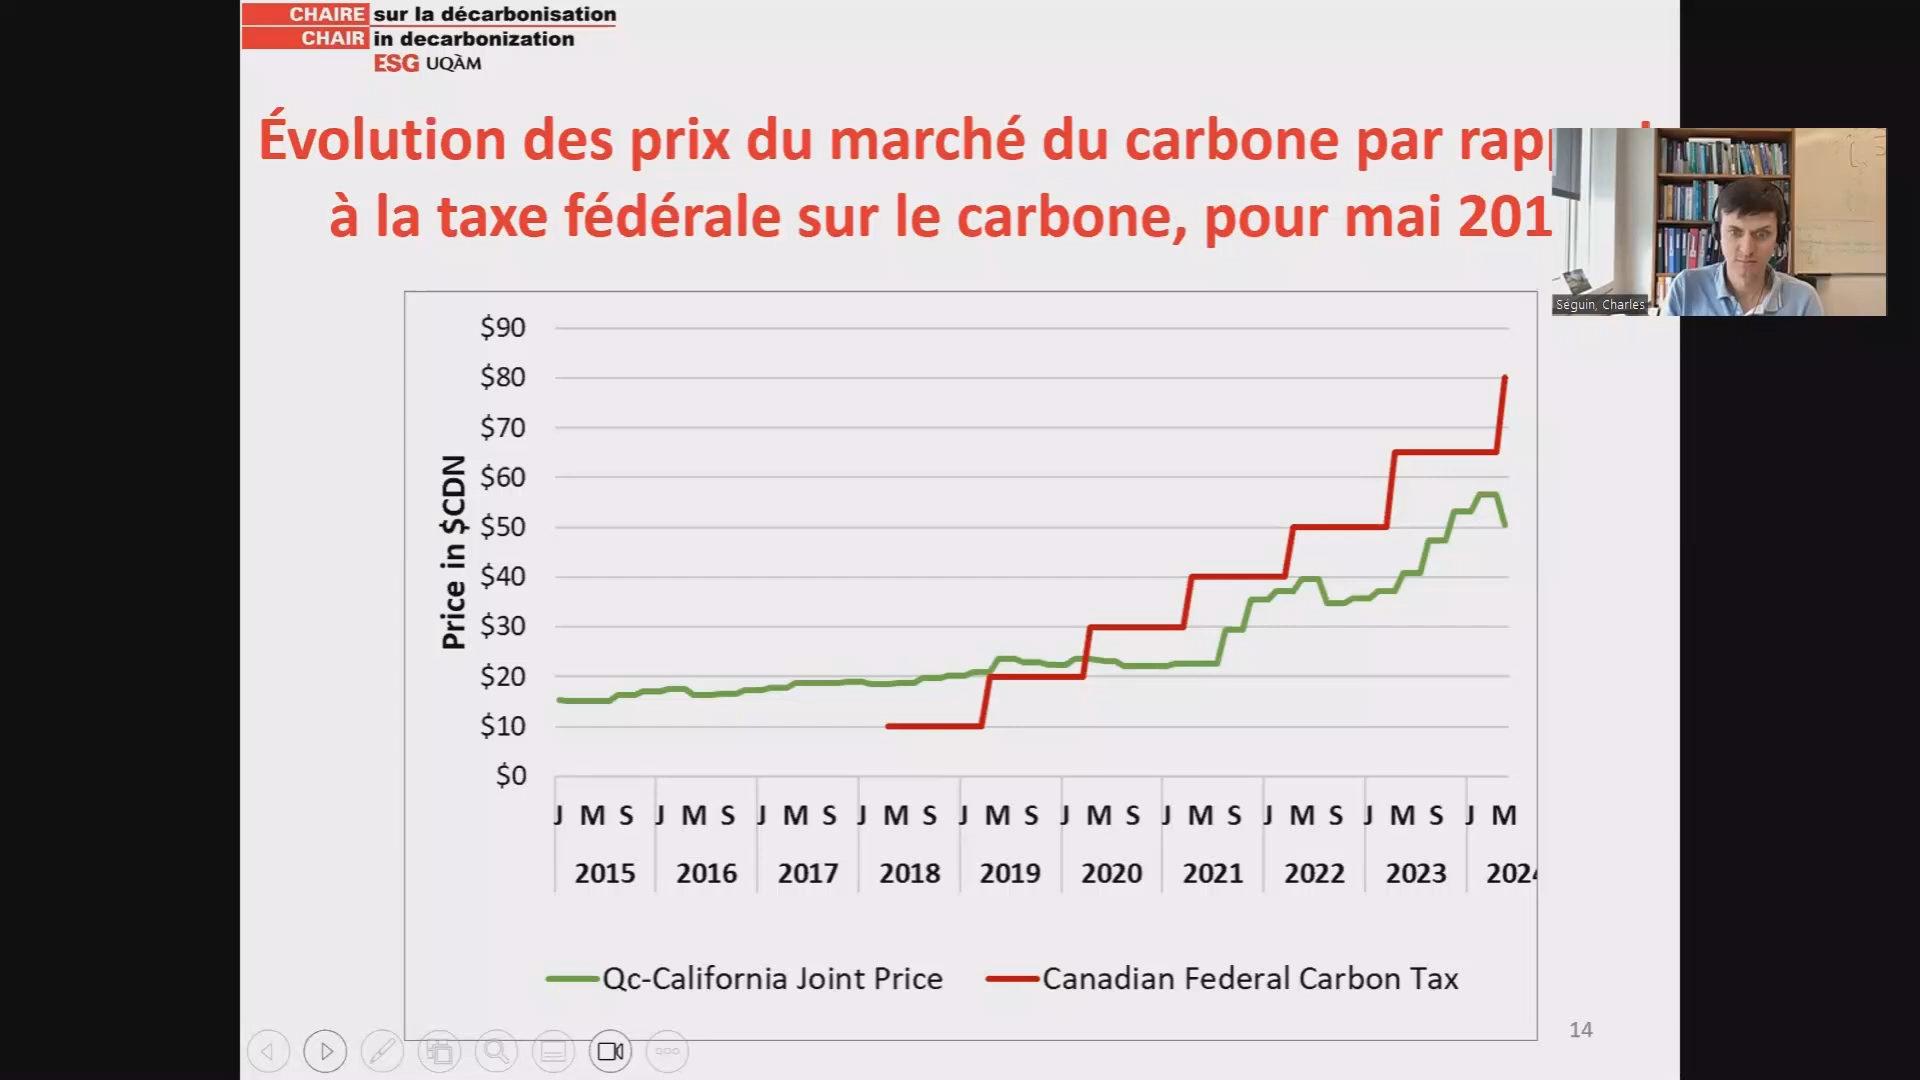 CHAIRE sur la décarbonisation
CHAIR in decarbonization
ESG UQÀM
Évolution des prix du marché du carbone par
à la taxe fédérale sur le carbone, pour mai
Séguin, Charles
$90
$80
$70
$60
$50
$40
$30
$20
$10
$0
Price in $CDN
J M S J M S J M S J M S J M S J M S J M S J M S J M S J M
2015 2016 2017 2018 2019 2020 2021 2022 2023
Qc-California Joint Price Canadian Federal Carbon Tax
14